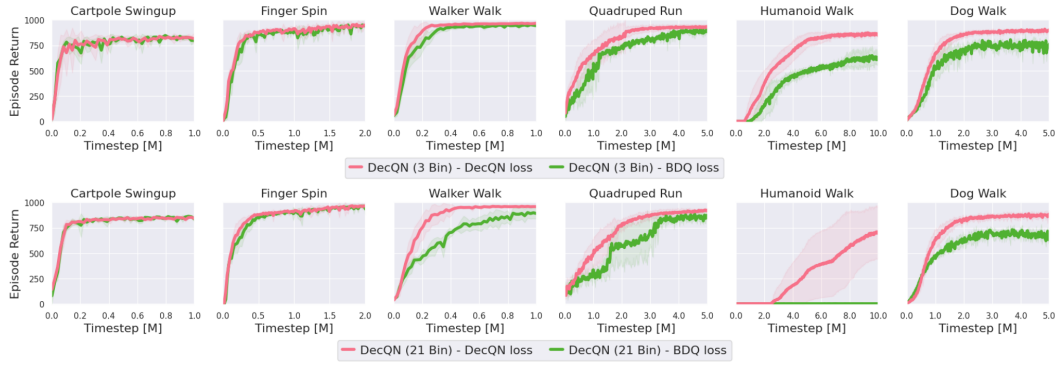 Cartpole Swingup Finger Spin Walker Walk Quadruped Run Humanoid Walk Dog Walk
1000
750
500
250
0
Episode Return
0.0 0.2 0.4 0.6 0.8 1.0 0.0 0.5 1.0 1.5 2.0 0.0 0.2 0.4 0.6 0.8 1.0 0.0 1.0 2.0 3.0 4.0 5.0 0.0 2.0 4.0 6.0 8.0 10.0 0.0 1.0 2.0 3.0 4.0 5.0
Timestep [M] Timestep [M] Timestep [M] Timestep [M] Timestep [M] Timestep [M]
DecQN (3 Bin) - DecQN loss DecQN (3 Bin) - BDQ loss
Cartpole Swingup Finger Spin Walker Walk Quadruped Run Humanoid Walk Dog Walk
1000
750
500
250
0
Episode Return
0.0 0.2 0.4 0.6 0.8 1.0 0.0 0.5 1.0 1.5 2.0 0.0 0.2 0.4 0.6 0.8 1.0 0.0 1.0 2.0 3.0 4.0 5.0 0.0 2.0 4.0 6.0 8.0 10.0 0.0 1.0 2.0 3.0 4.0 5.0
Timestep [M] Timestep [M] Timestep [M] Timestep [M] Timestep [M] Timestep [M]
DecQN (21 Bin) - DecQN loss DecQN (21 Bin) - BDQ loss